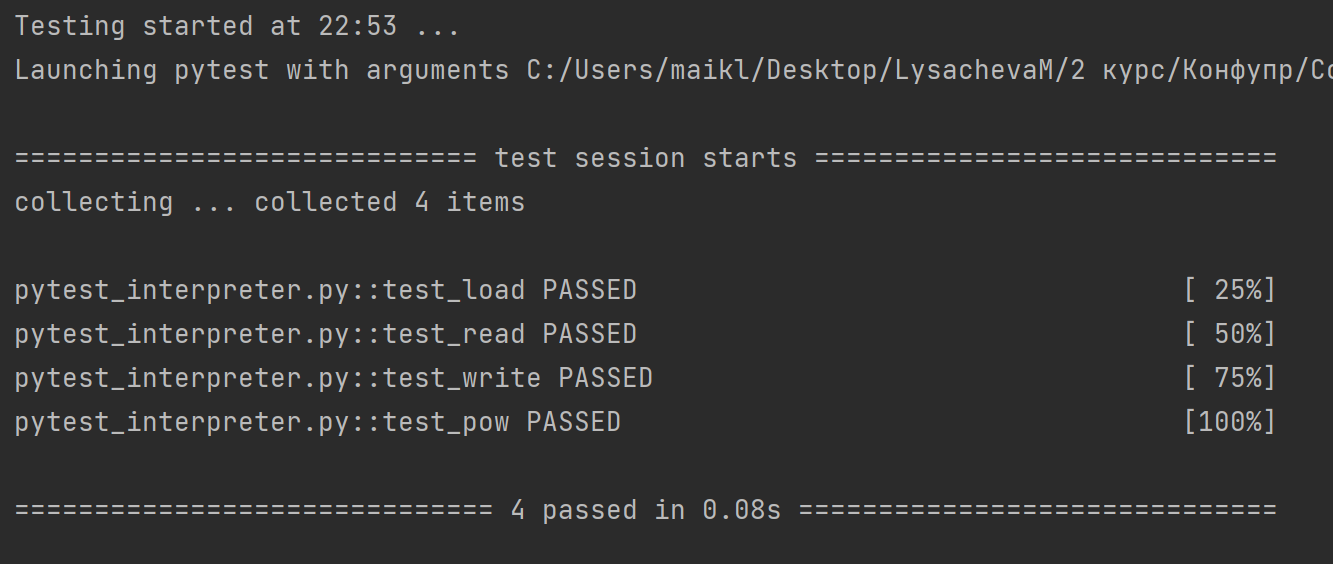 Testing started at 22:53 ...
Launching pytest with arguments C:/Users/maikl/Desktop/LysachevaM/2 курс/Конфупр/Co
============================= test session starts =============================
collecting ... collected 4 items
pytest_interpreter.py::test_load PASSED [ 25%]
pytest_interpreter.py::test_read PASSED [ 50%]
pytest_interpreter.py::test_write PASSED [ 75%]
pytest_interpreter.py::test_pow PASSED [100%]
============================== 4 passed in 0.08s ==============================